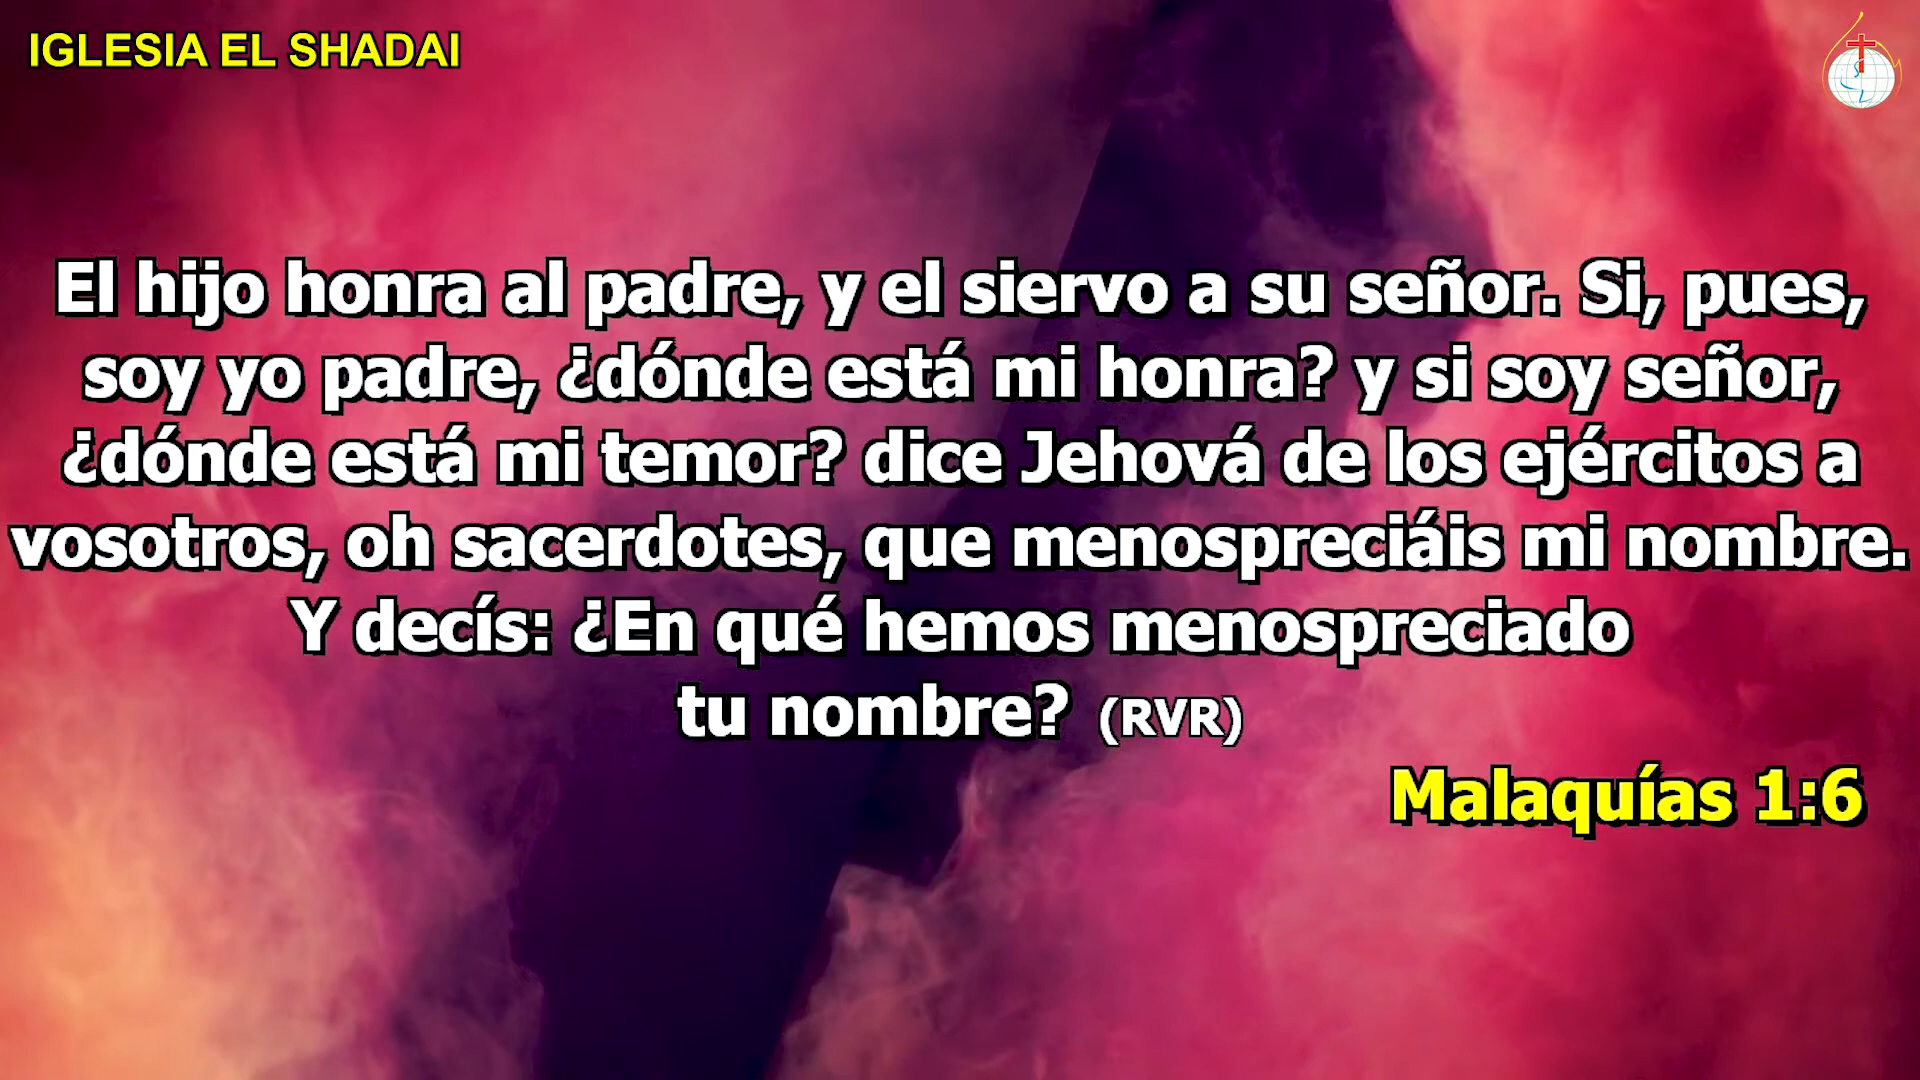 IGLESIA EL SHADAI
El hijo honra al padre, y el siervo a su señor. Si, pues,
soy yo padre, ¿dónde está mi honra? y si soy señor,
¿dónde está mi temor? dice Jehová de los ejércitos a
vosotros, oh sacerdotes, que menospreciáis mi nombre.
Y decís: ¿En qué hemos menospreciado
tu nombre? (RVR)
Malaquías 1:6